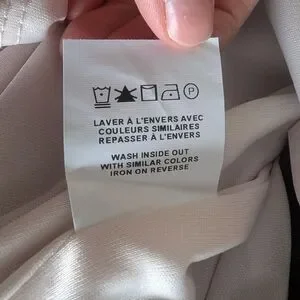 P
LAVER À L'ENVERS AVEC
COULEURS SIMILAIRES
REPASSER À L'ENVERS
WASH INSIDE OUT
WITH SIMILAR COLORS
IRON ON REVERSE